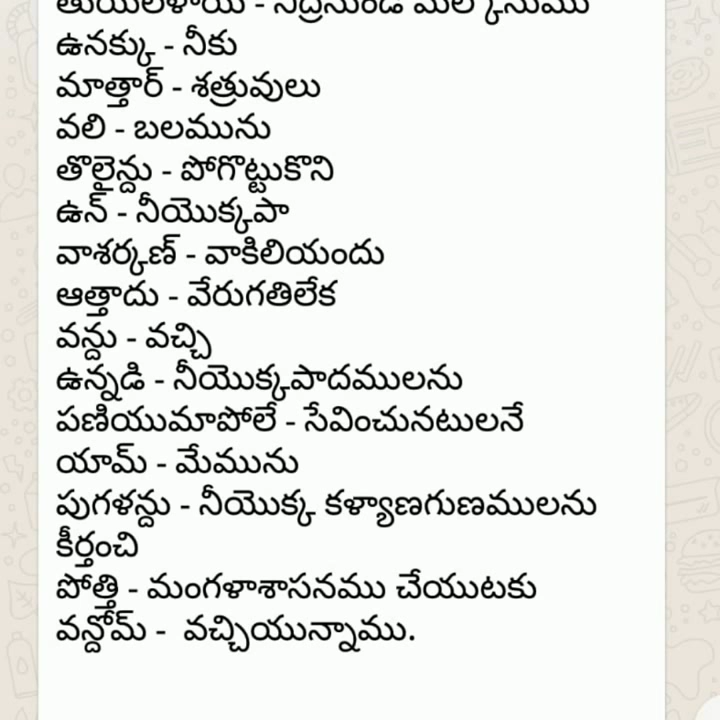 తుయిలెళాయ్ - నిద్రనుండి మేల్కొనుము
ఉనక్కు - నీకు
మాత్తార్ - శత్రువులు
వలి - బలమును
తొలైన్దు - పోగొట్టుకొని
ఉన్ - నీయొక్కపా
వాశర్కణ్ - వాకిలియందు
ఆత్తాదు - వేరుగతిలేక
వన్దు - వచ్చి
ఉన్నడి - నీయొక్కపాదములను
పణియుమాపోలే - సేవించునటులనే
యామ్ - మేమును
పుగళన్దు - నీయొక్క కళ్యాణగుణములను
కీర్తంచి
పోత్తి - మంగళాశాసనము చేయుటకు
వన్దోమ్ - వచ్చియున్నాము.